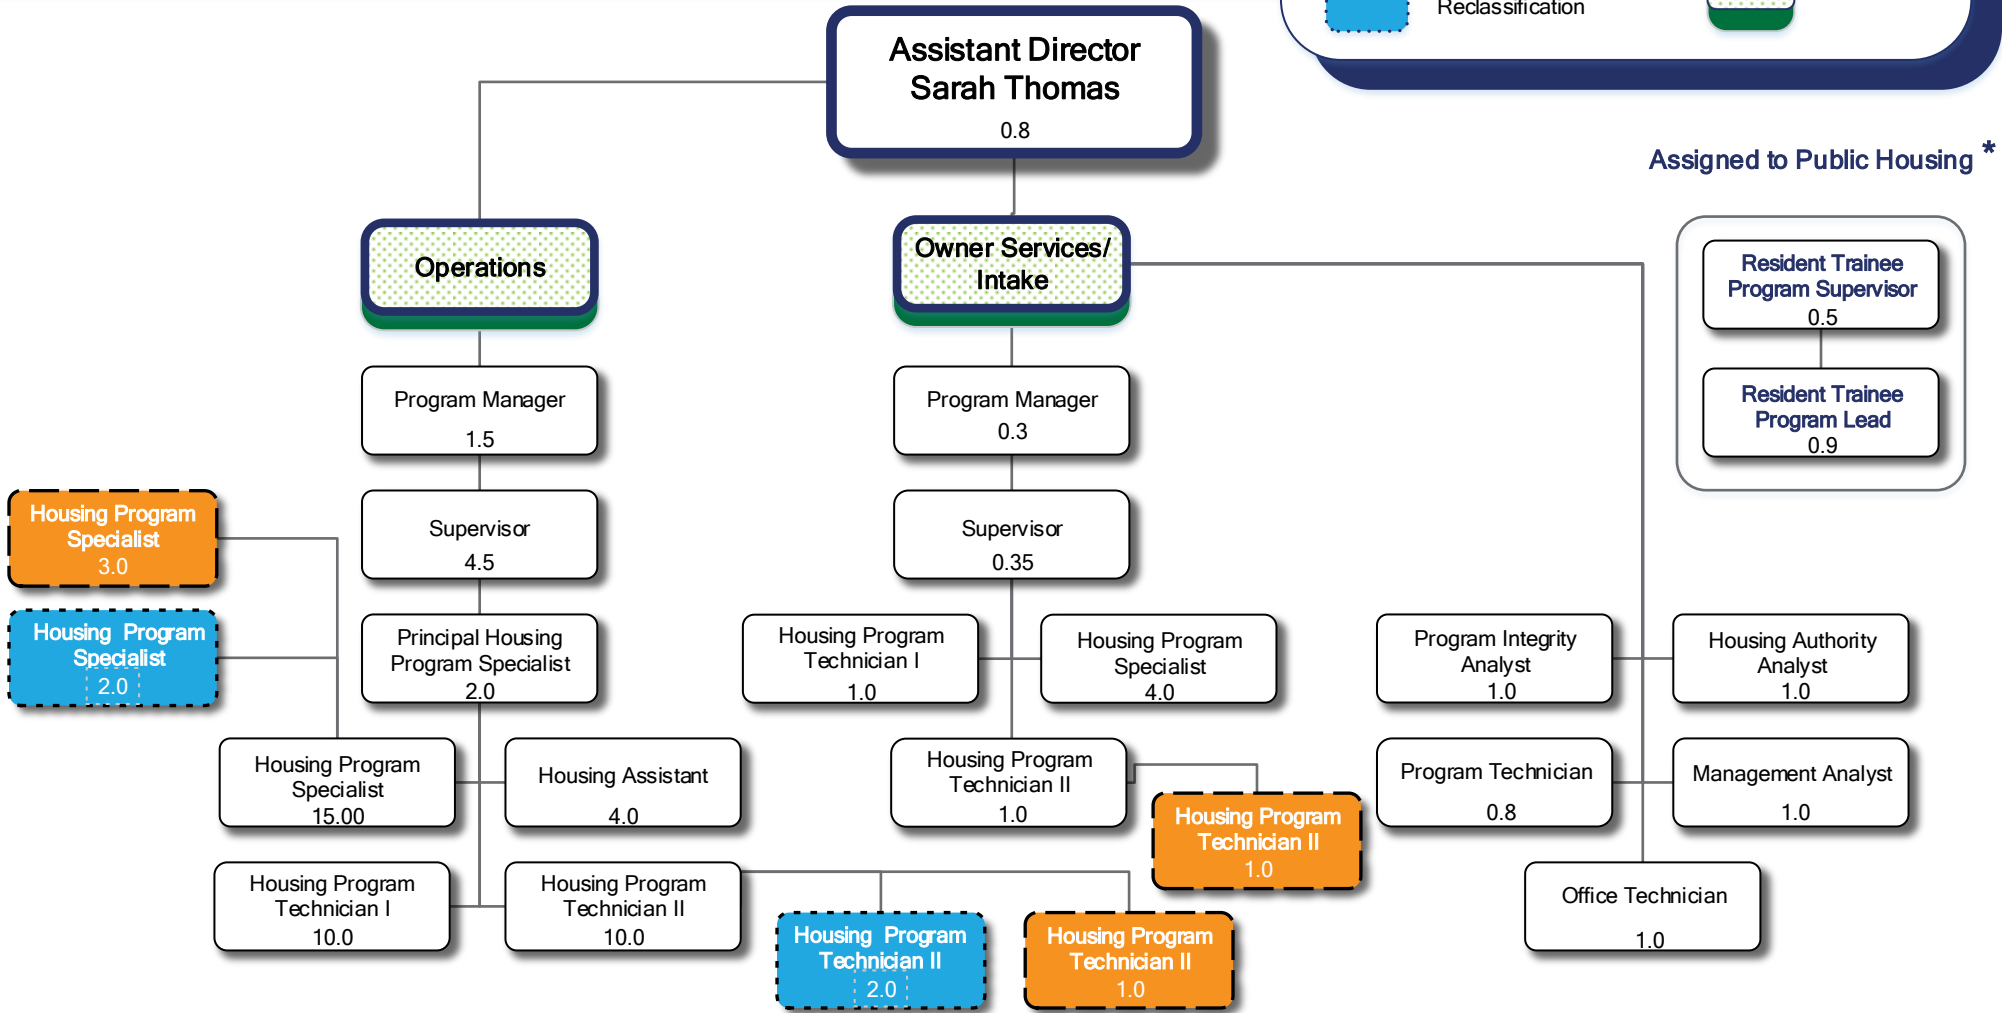 Reclassification
Assistant Director
Sarah Thomas
0.8
Assigned to Public Housing *
Operations
Owner Services/
Intake
Resident Trainee
Program Supervisor
0.5
Resident Trainee
Program Lead
0.9
Program Manager
1.5
Program Manager
0.3
Housing Program
Specialist
3.0
Supervisor
4.5
Supervisor
0.35
Housing Program
Specialist
2.0
Principal Housing
Program Specialist
2.0
Housing Program
Technician I
1.0
Housing Program
Specialist
4.0
Program Integrity
Analyst
1.0
Housing Authority
Analyst
1.0
Housing Program
Specialist
15.00
Housing Assistant
4.0
Housing Program
Technician II
1.0
Housing Program
Technician II
1.0
Program Technician
0.8
Management Analyst
1.0
Housing Program
Technician I
10.0
Housing Program
Technician II
10.0
Housing Program
Technician II
2.0
Housing Program
Technician II
1.0
Office Technician
1.0